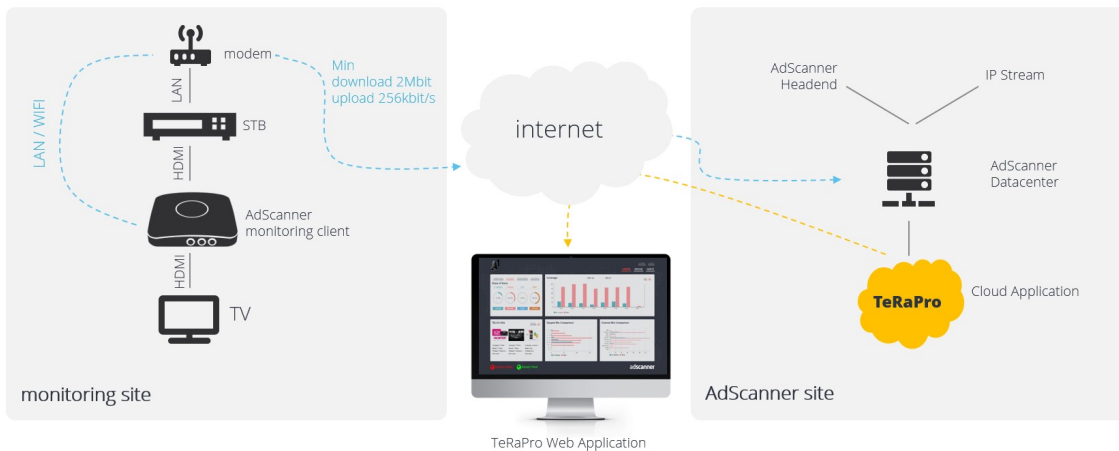 modem
LAN
STB
LAN / WIFI
HDMI
AdScanner
monitoring client
HDMI
TV
monitoring site
Min
download 2Mbit
upload 256kbit/s
internet
adscanner
TeRaPro Web Application
AdScanner
Headend
IP Stream
AdScanner
Datacenter
TeRaPro
Cloud Application
AdScanner site